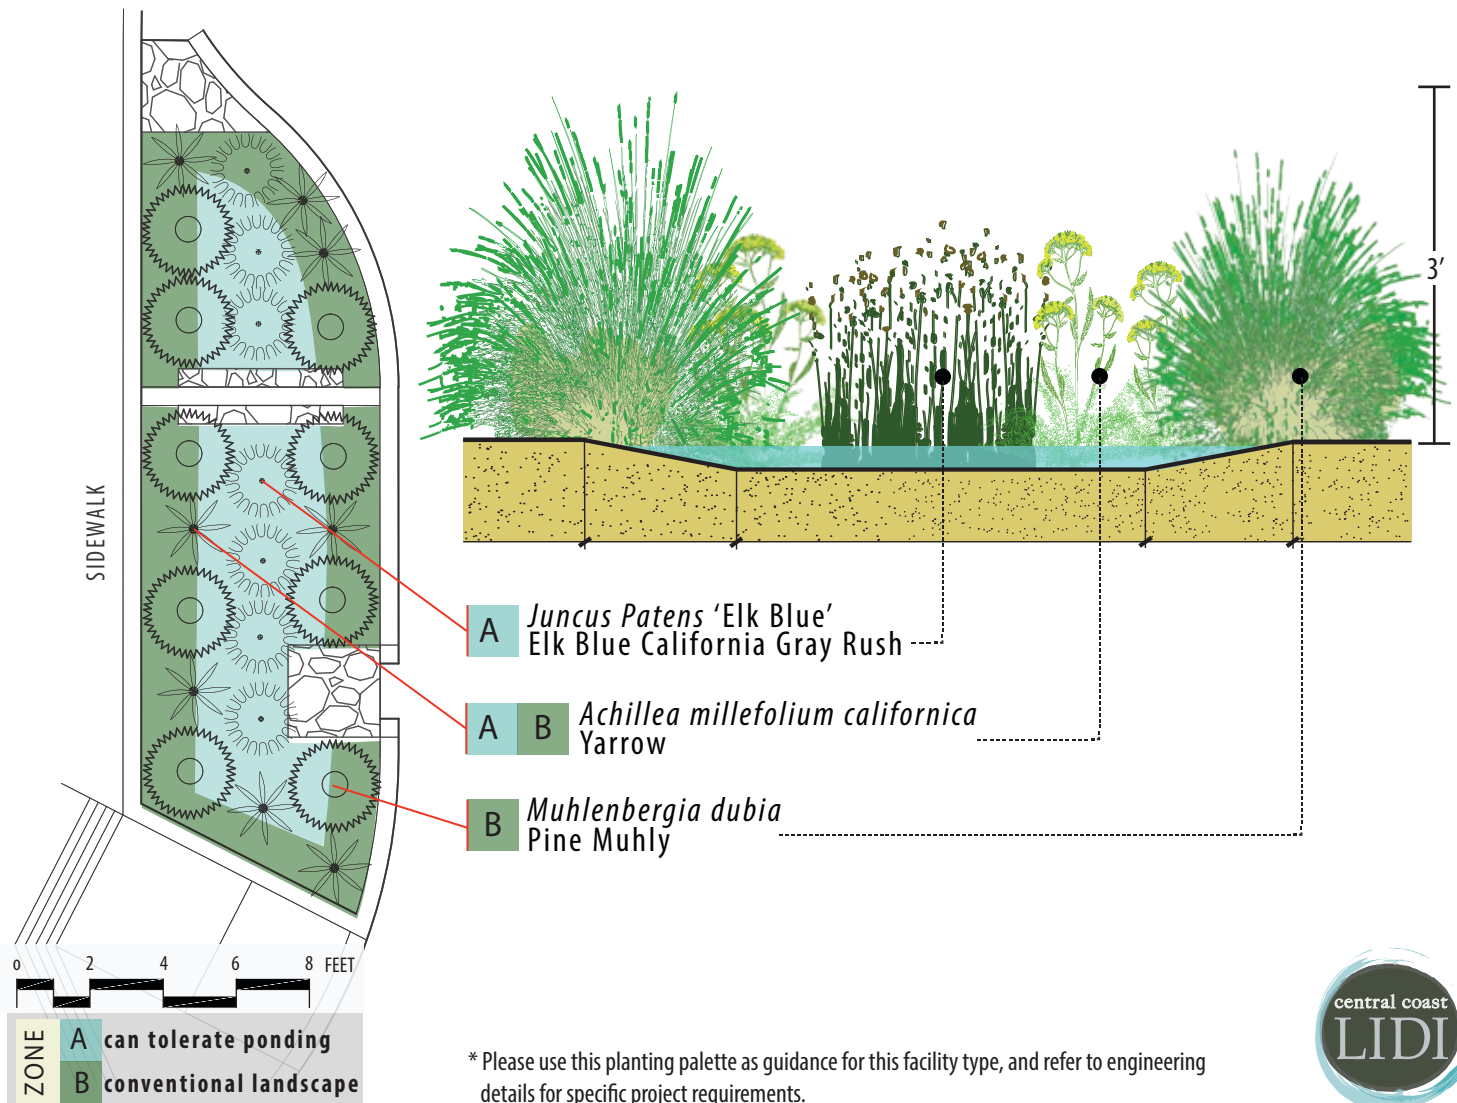 3’
SIDEWALK
A
Juncus Patens ‘Elk Blue’
Elk Blue California Gray Rush
A B
Achillea millefolium californica
Yarrow
B
Muhlenbergia dubia
Pine Muhly
0 2 4 6 8 FEET
ZONE
A can tolerate ponding
B conventional landscape
* Please use this planting palette as guidance for this facility type, and refer to engineering
details for specific project requirements.
central coast
LIDI